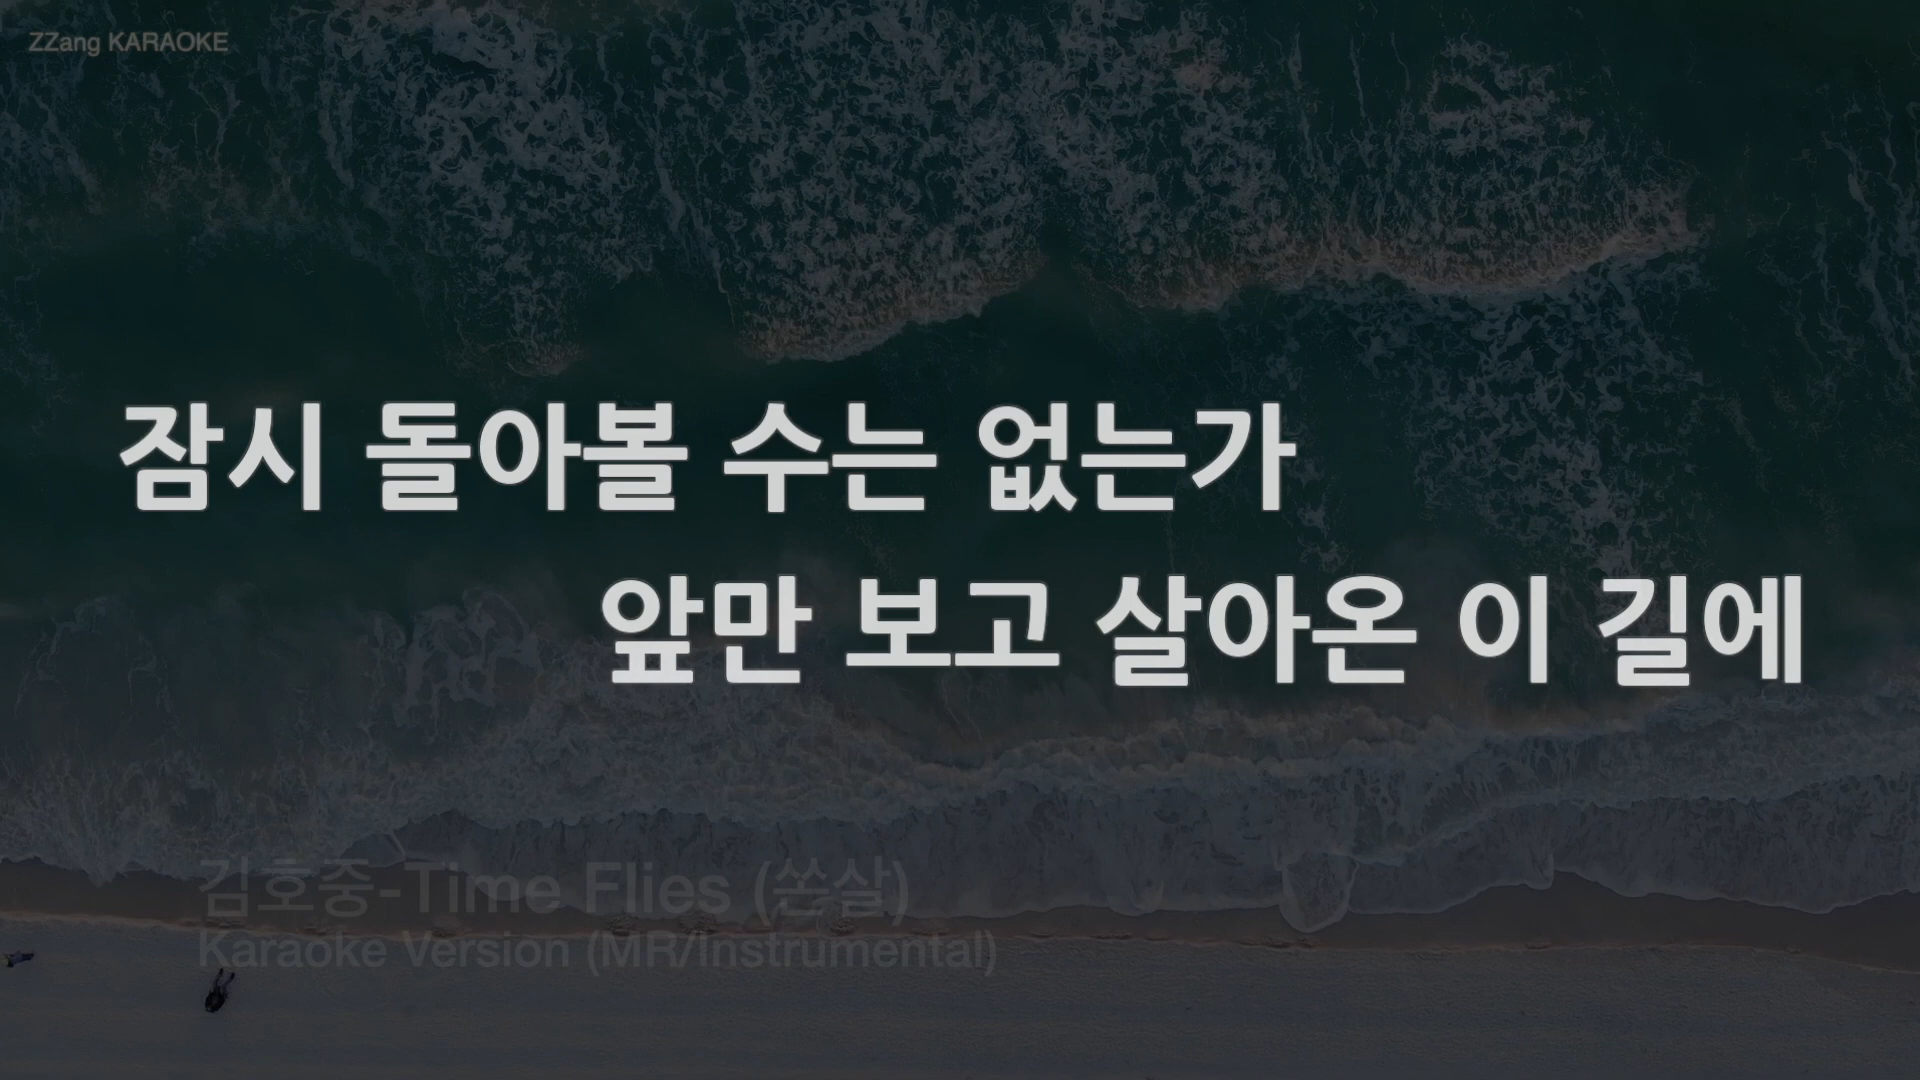 ZZang KARAOKE
잠시 돌아볼 수는 없는가
앞만 보고 살아온 이 길에
김호중-Time Flies (쏜살)
Karaoke Version (MR/Instrumental)